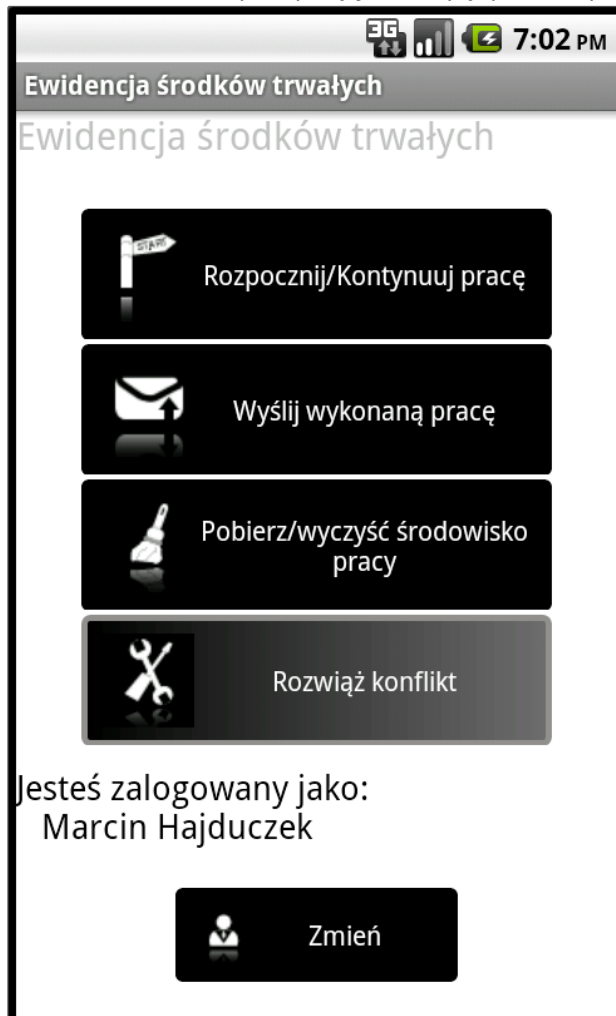 3G 7:02 PM
Ewidencja środków trwałych
Ewidencja środków trwałych
START
Rozpocznij/Kontynuuj pracę
Wyślij wykonaną pracę
Pobierz/wyczyść środowisko
pracy
Rozwiąż konflikt
Jesteś zalogowany jako:
Marcin Hajduczek
Zmień